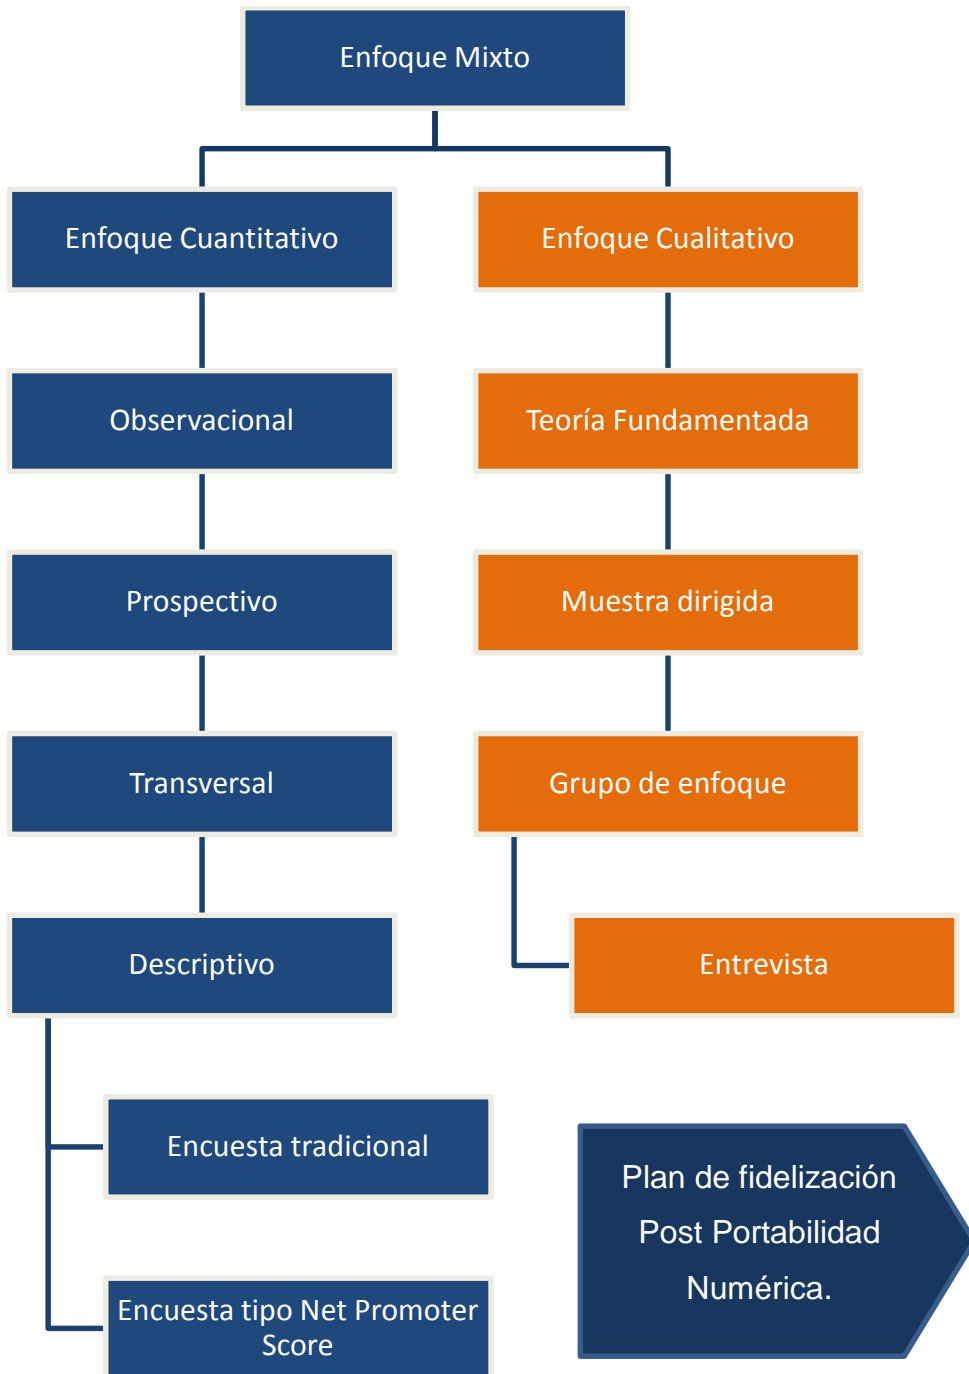 Enfoque Mixto
Enfoque Cuantitativo
Enfoque Cualitativo
Observacional
Teoría Fundamentada
Prospectivo
Muestra dirigida
Transversal
Grupo de enfoque
Descriptivo
Entrevista
Encuesta tradicional
Encuesta tipo Net Promoter
Score
Plan de fidelización
Post Portabilidad
Numérica.